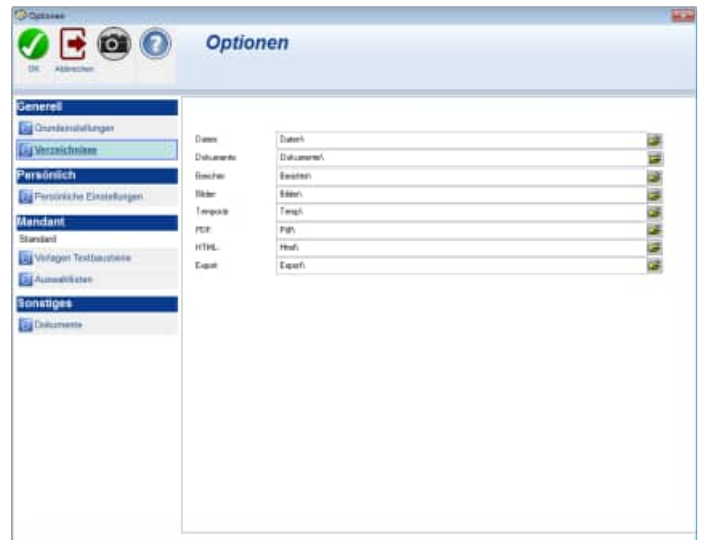 Optionen
Optionen
OK Abbrechen
Generell
Grundeinstellungen
Verzeichnisse
Persönlich
Persönliche Einstellungen
Mandant
Standard
Vorlagen Textbausteine
Auswahllisten
Sonstiges
Dokumente
Daten: Daten\
Dokumente: Dokumente\
Berichte: Berichte\
Bilder: Bilder\
Temporär: Temp\
PDF: Pdf\
HTML: Html\
Export: Export\